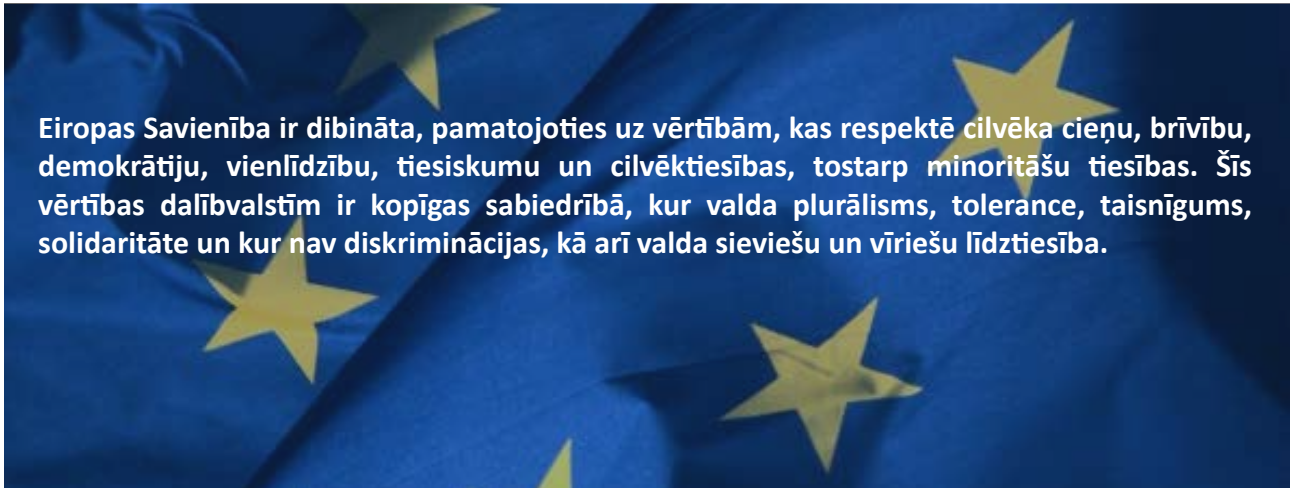 Eiropas Savienība ir dibināta, pamatojoties uz vērtībām, kas respektē cilvēka cieņu, brīvību,
demokrātiju, vienlīdzību, tiesiskumu un cilvēktiesības, tostarp minoritāšu tiesības. Šīs
vērtības dalībvalstīm ir kopīgas sabiedrībā, kur valda plurālisms, tolerance, taisnīgums,
solidaritāte un kur nav diskriminācijas, kā arī valda sieviešu un vīriešu līdztiesība.